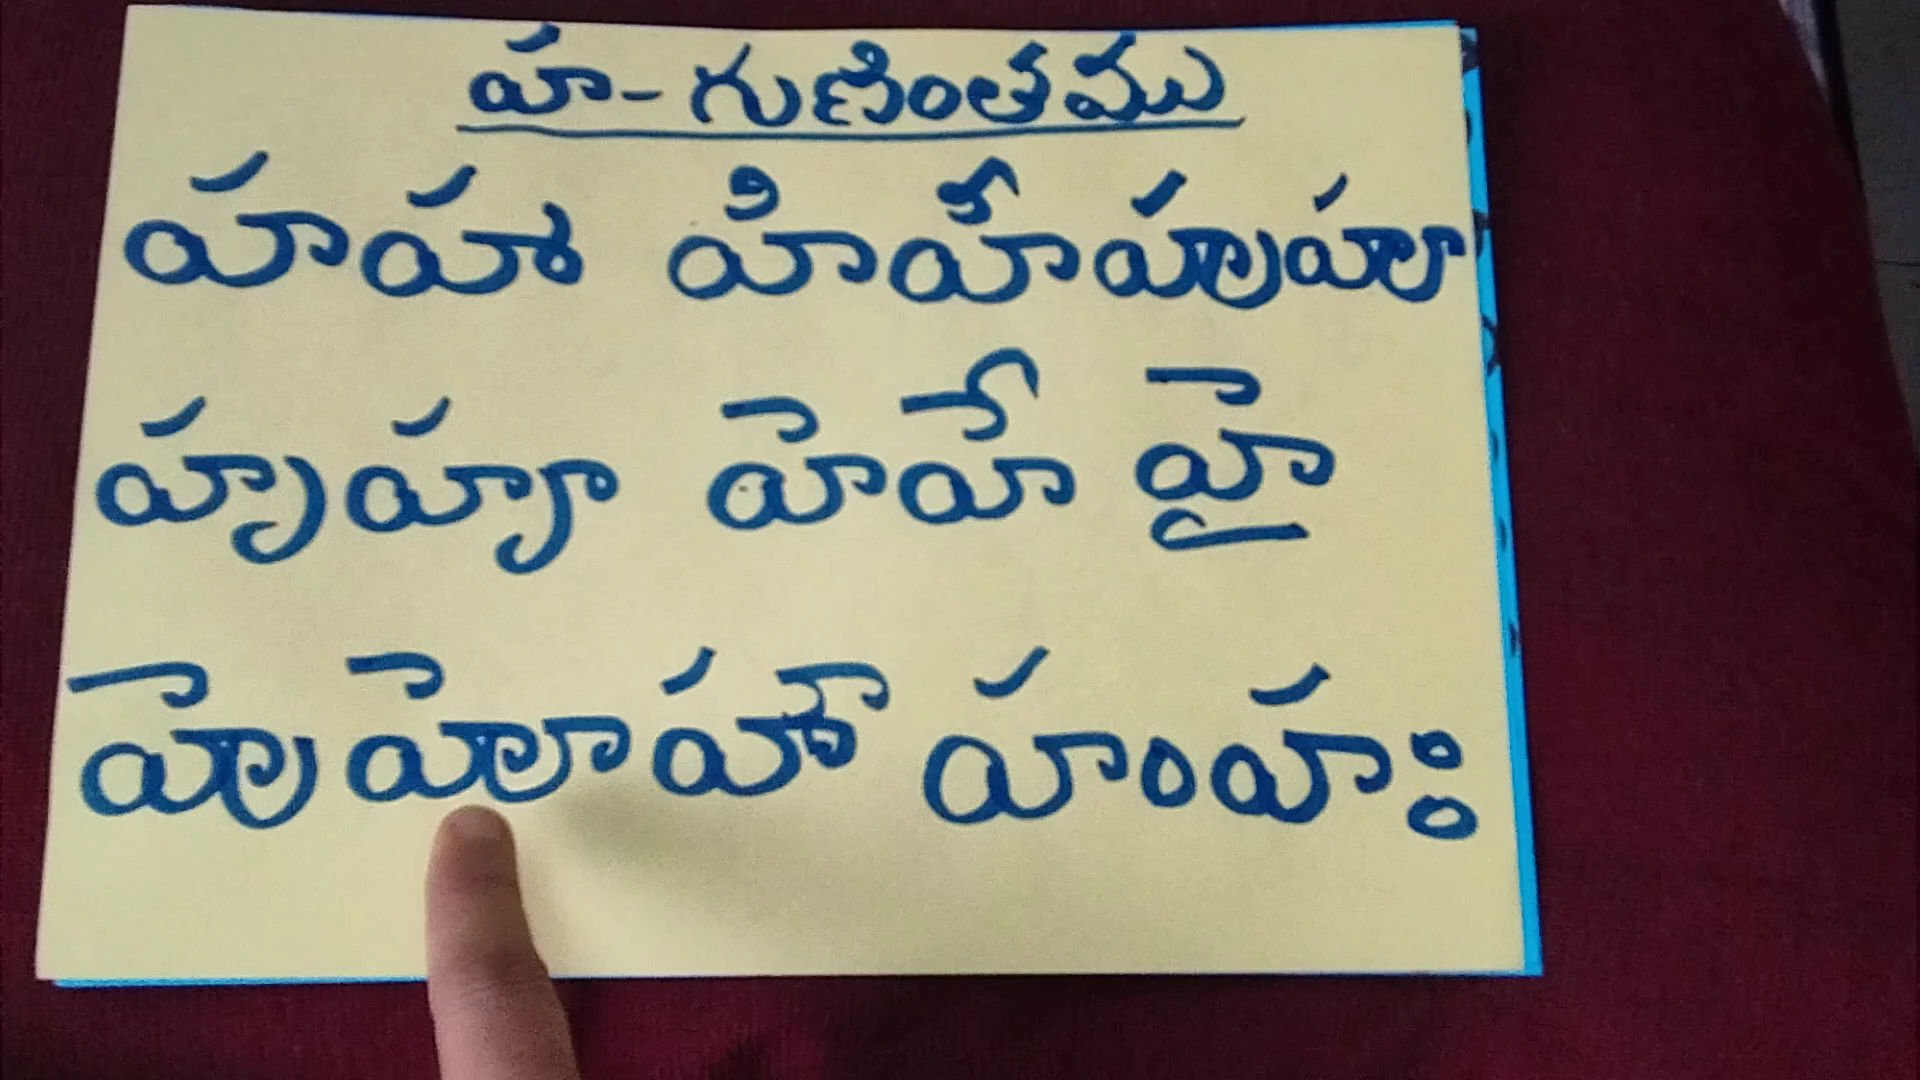 హ - గుణింతము
హ హా హి హీ హు హూ
హృ హౄ హె హే హై
హొ హో హౌ హం హః